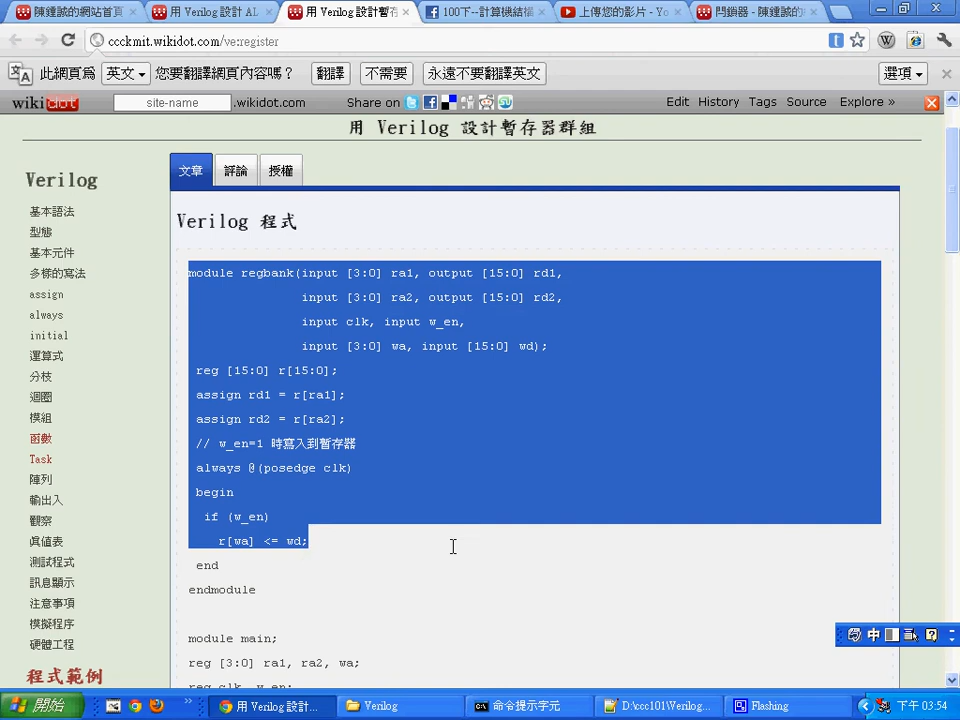 陳鍾誠的網站首頁
用 Verilog 設計 AL
用 Verilog 設計暫存
100下--計算機結構
上傳您的影片 - Yo
閂鎖器 - 陳鍾誠的
ccckmit.wikidot.com/ve:register
此網頁為 英文 您要翻譯網頁內容嗎？ 翻譯 不需要 永遠不要翻譯英文 選項
wikidot site-name .wikidot.com Share on Edit History Tags Source Explore »
用 Verilog 設計暫存器群組
Verilog
基本語法
型態
基本元件
多樣的寫法
assign
always
initial
運算式
分枝
迴圈
模組
函數
Task
陣列
輸出入
觀察
真值表
測試程式
訊息顯示
注意事項
模擬程序
硬體工程
程式範例
文章 評論 授權
Verilog 程式
module regbank(input [3:0] ra1, output [15:0] rd1,
input [3:0] ra2, output [15:0] rd2,
input clk, input w_en,
input [3:0] wa, input [15:0] wd);
reg [15:0] r[15:0];
assign rd1 = r[ra1];
assign rd2 = r[ra2];
// w_en=1 時寫入到暫存器
always @(posedge clk)
begin
if (w_en)
r[wa] <= wd;
end
endmodule
module main;
reg [3:0] ra1, ra2, wa;
reg clk, w_en;
中
開始
用 Verilog 設計...
Verilog
命令提示字元
D:\ccc101\Verilog...
Flashing
下午 03:54